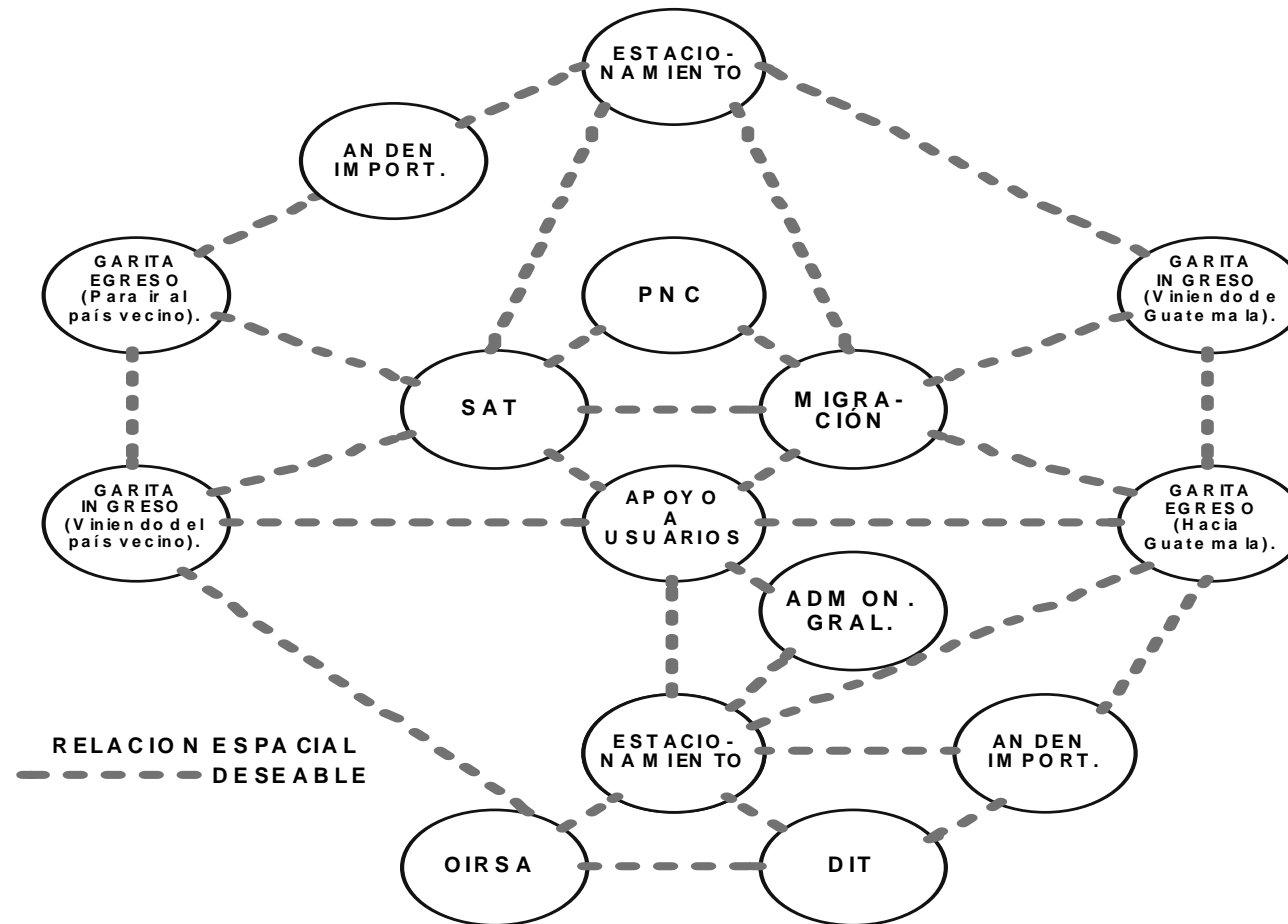 ESTACIO-
NAMIENTO
ANDEN
IMPORT.
GARITA
EGRESO
(Para ir al
país vecino).
PNC
GARITA
INGRESO
(Viniendo de
Guatemala).
SAT
MIGRA-
CIÓN
GARITA
INGRESO
(Viniendo del
país vecino).
APOYO
A
USUARIOS
GARITA
EGRESO
(Hacia
Guatemala).
ADMON.
GRAL.
ESTACIO-
NAMIENTO
ANDEN
IMPORT.
RELACION ESPACIAL
DESEABLE
OIRSA
DIT